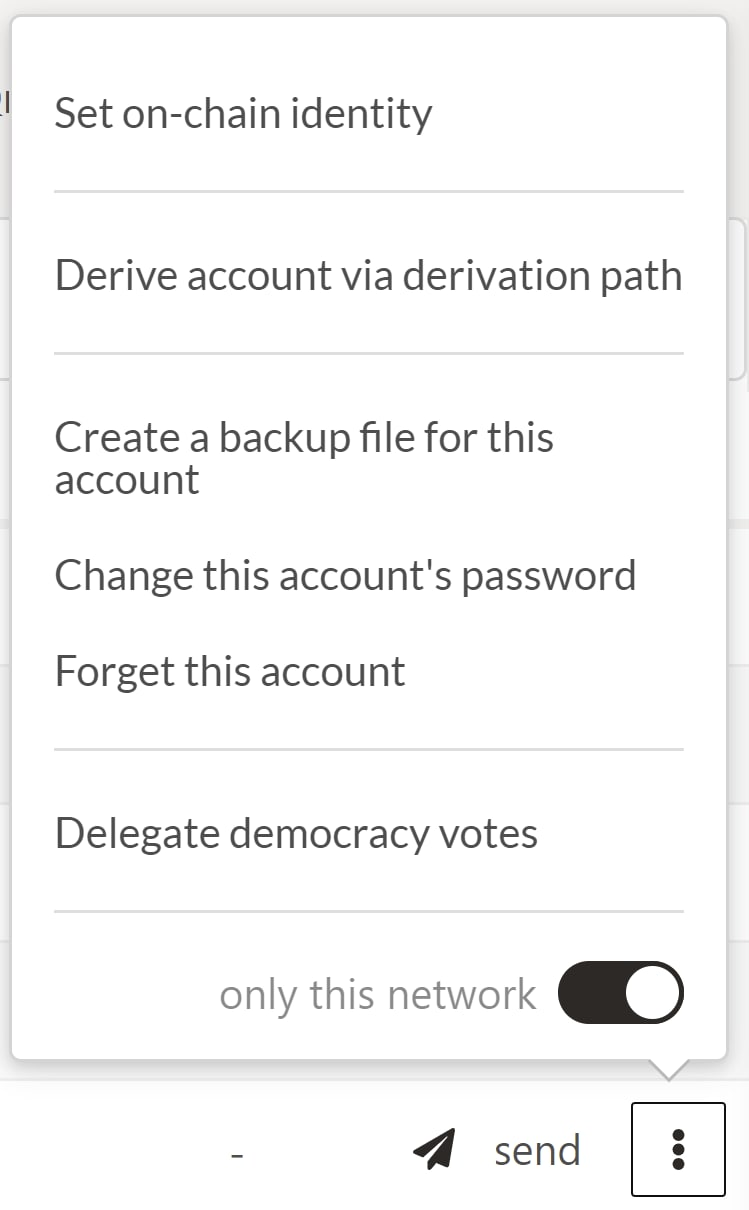 Set on-chain identity
Derive account via derivation path
Create a backup file for this
account
Change this account's password
Forget this account
Delegate democracy votes
only this network
-
send